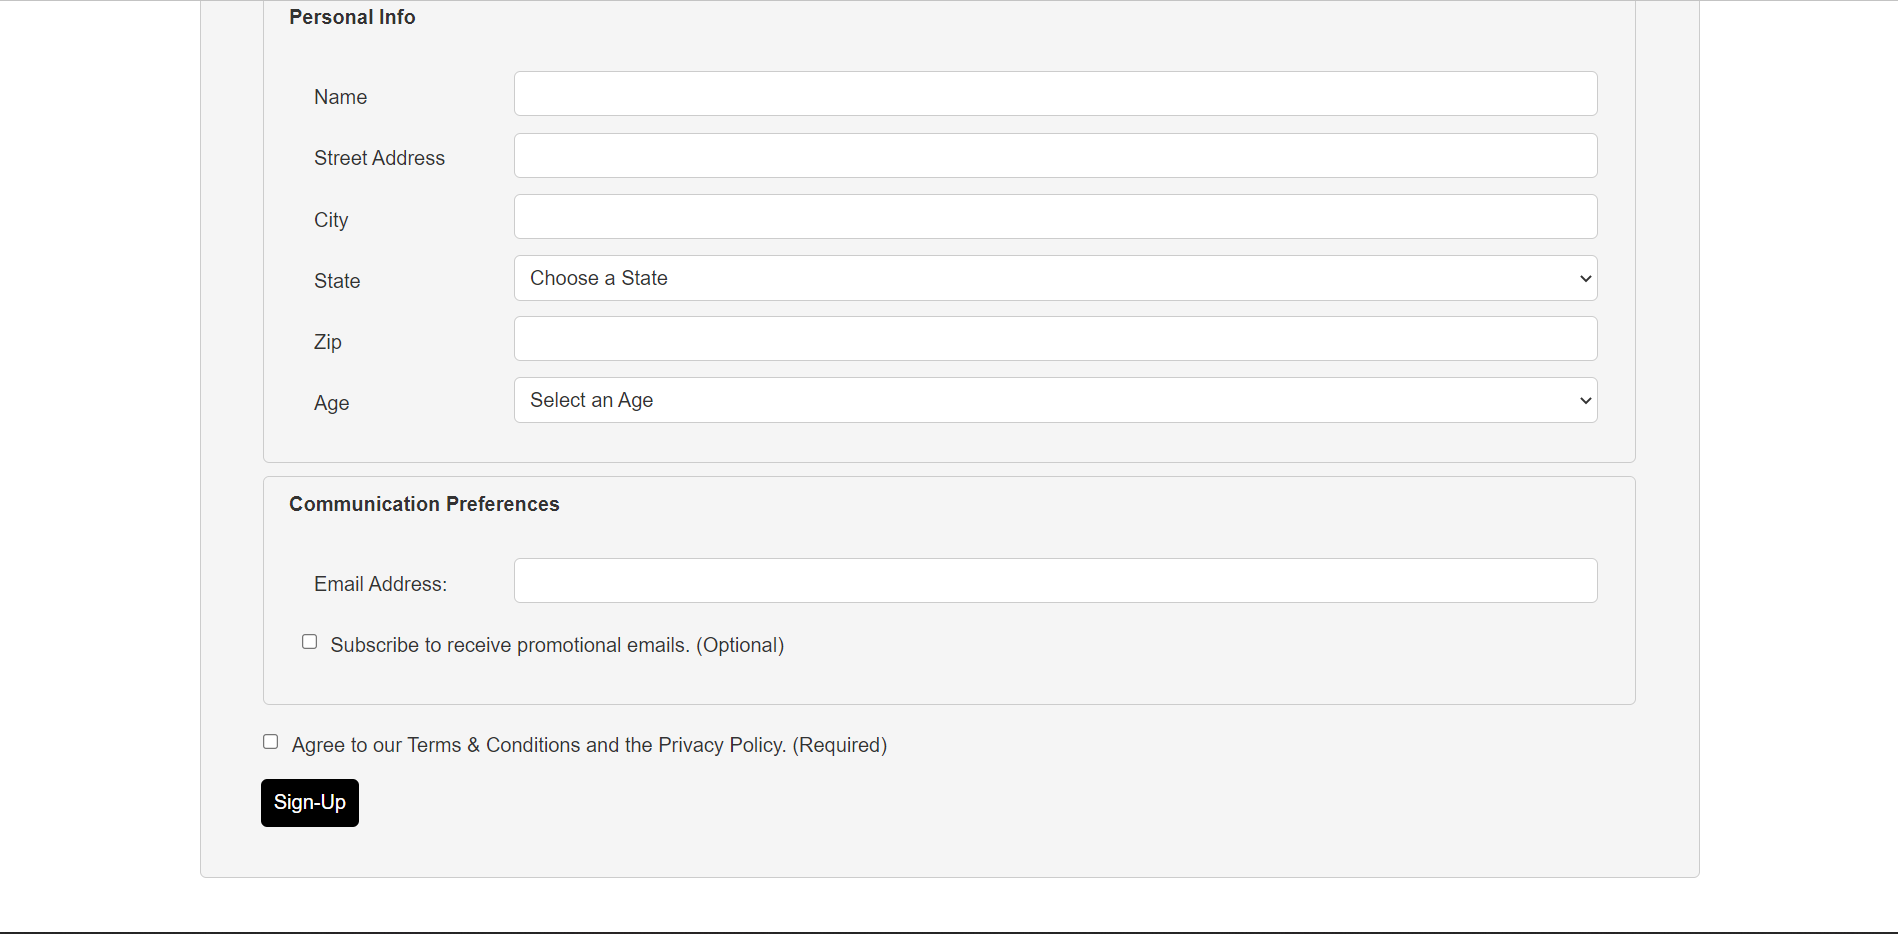 Personal Info
Name
Street Address
City
State
Choose a State
Zip
Age
Select an Age
Communication Preferences
Email Address:
Subscribe to receive promotional emails. (Optional)
Agree to our Terms & Conditions and the Privacy Policy. (Required)
Sign-Up